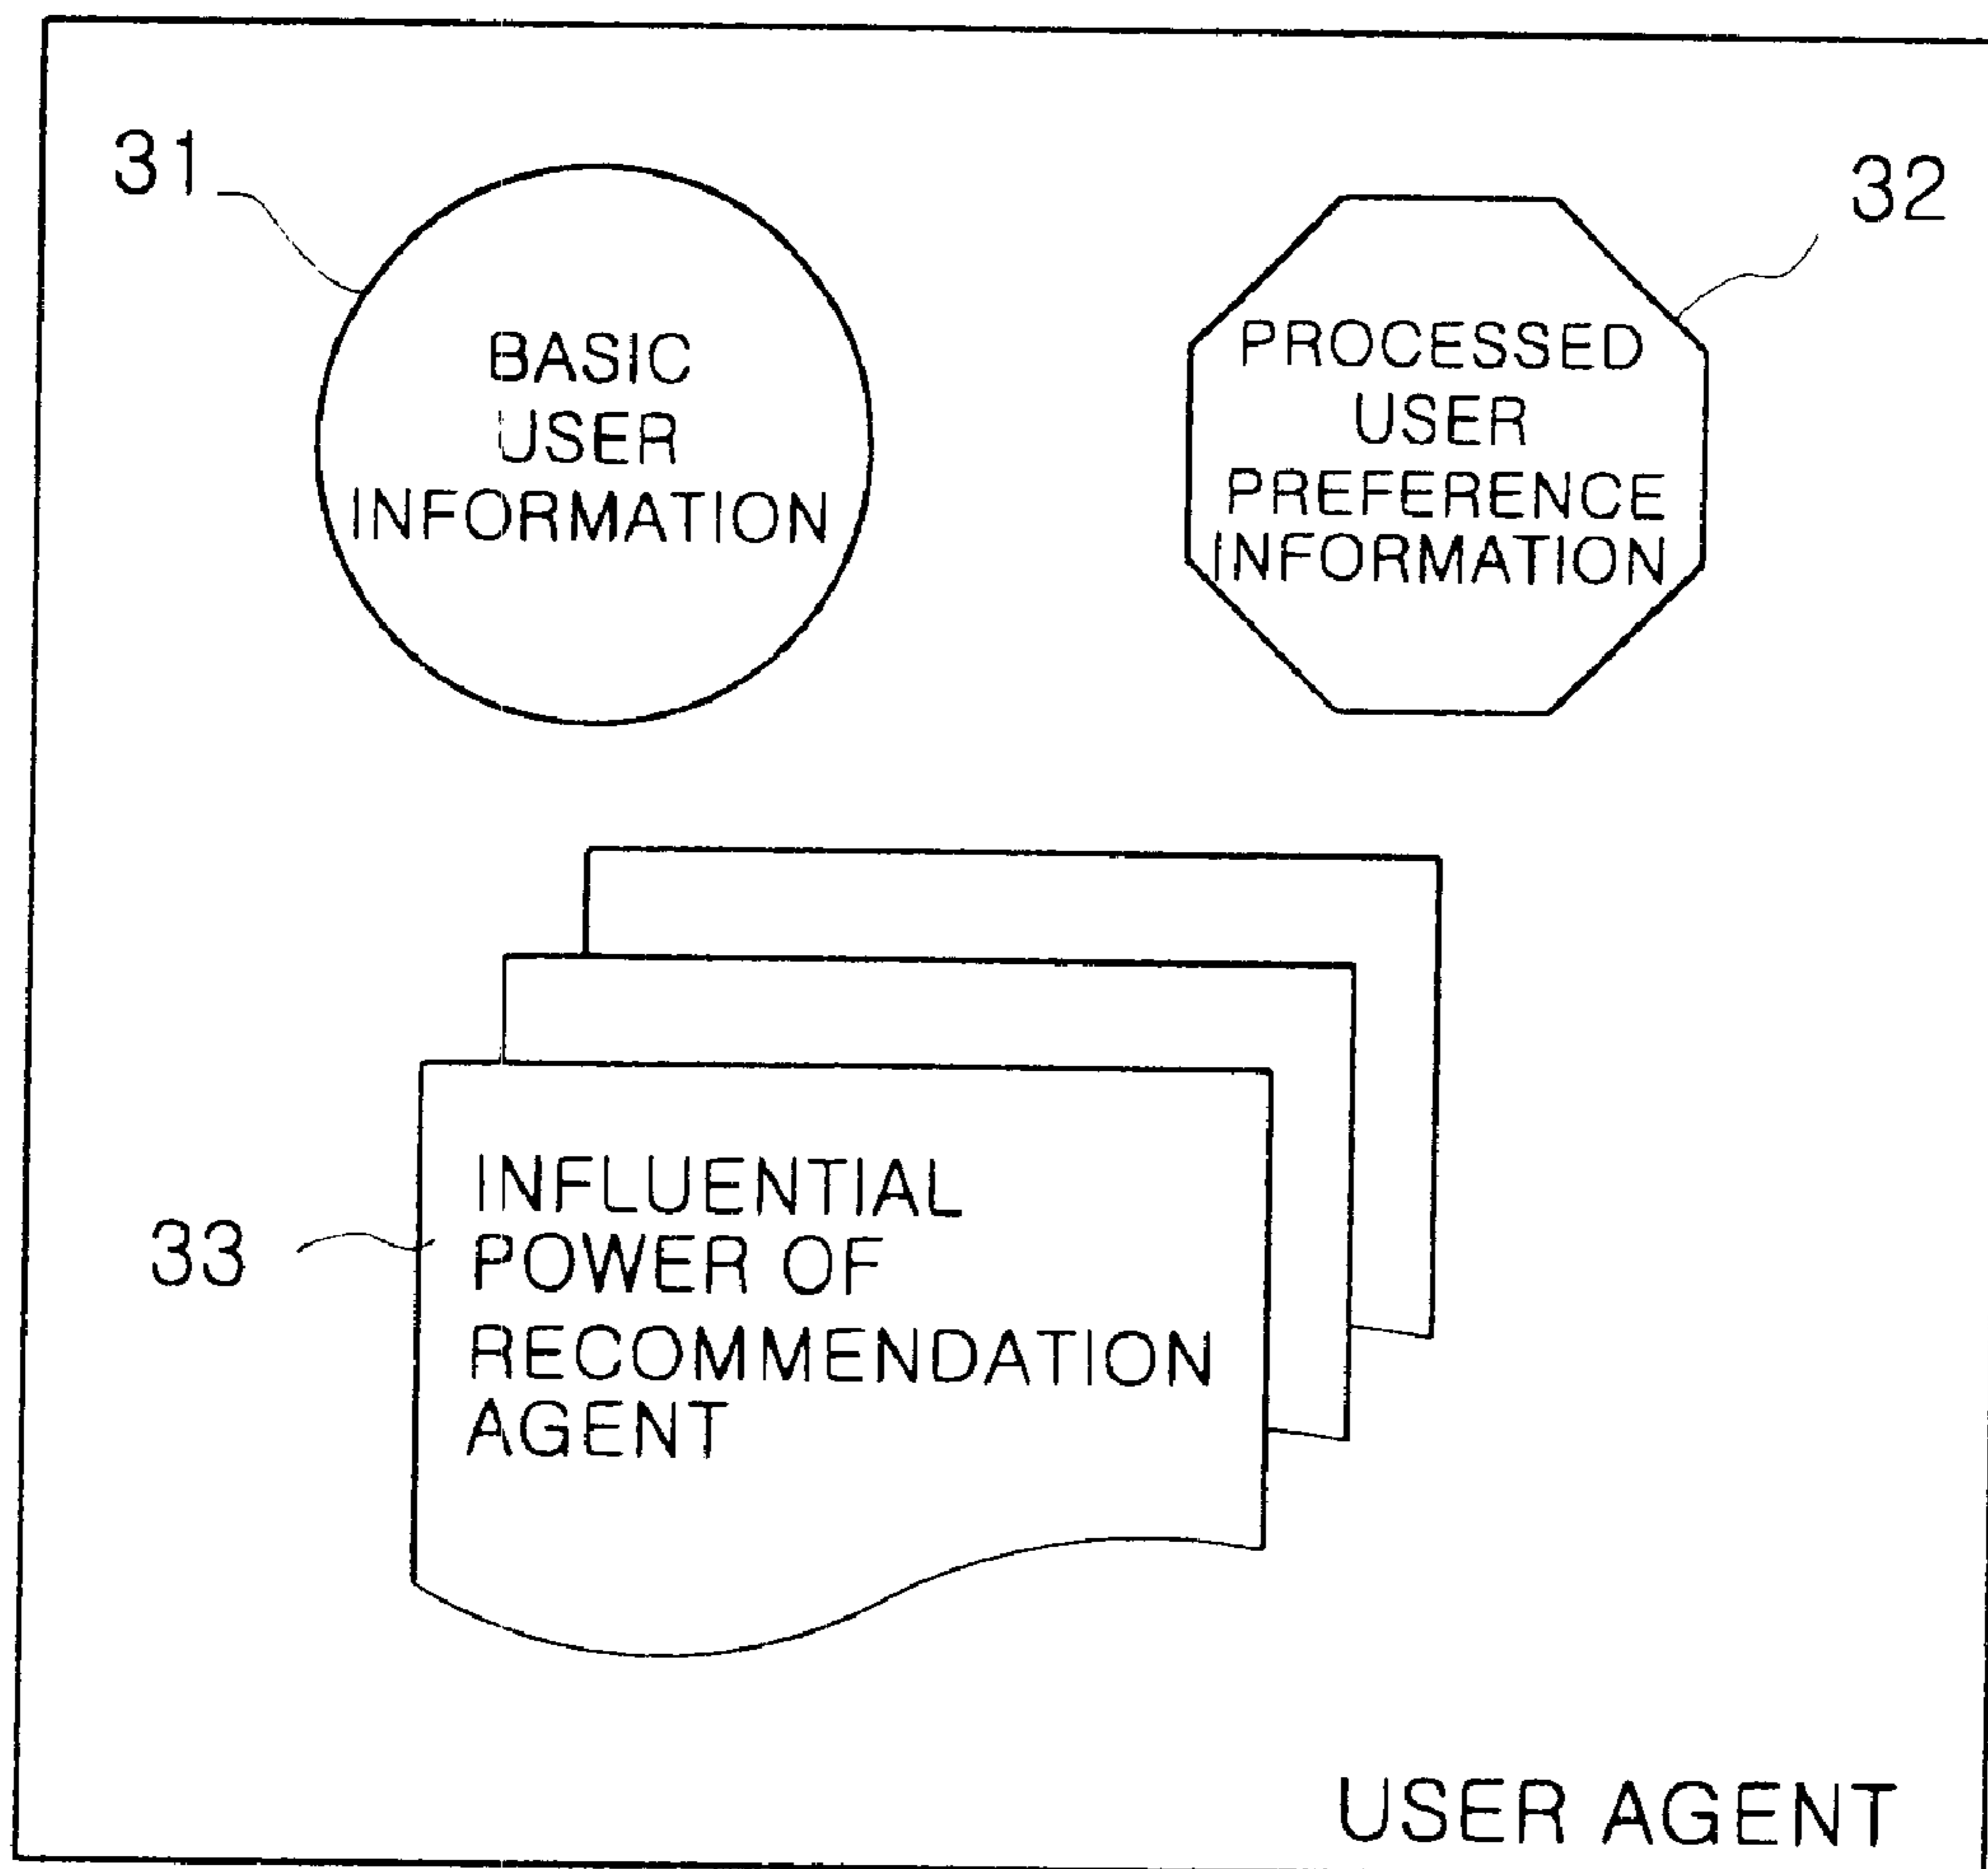 31
BASIC
USER
INFORMATION
32
PROCESSED
USER
PREFERENCE
INFORMATION
33
INFLUENTIAL
POWER OF
RECOMMENDATION
AGENT
USER AGENT